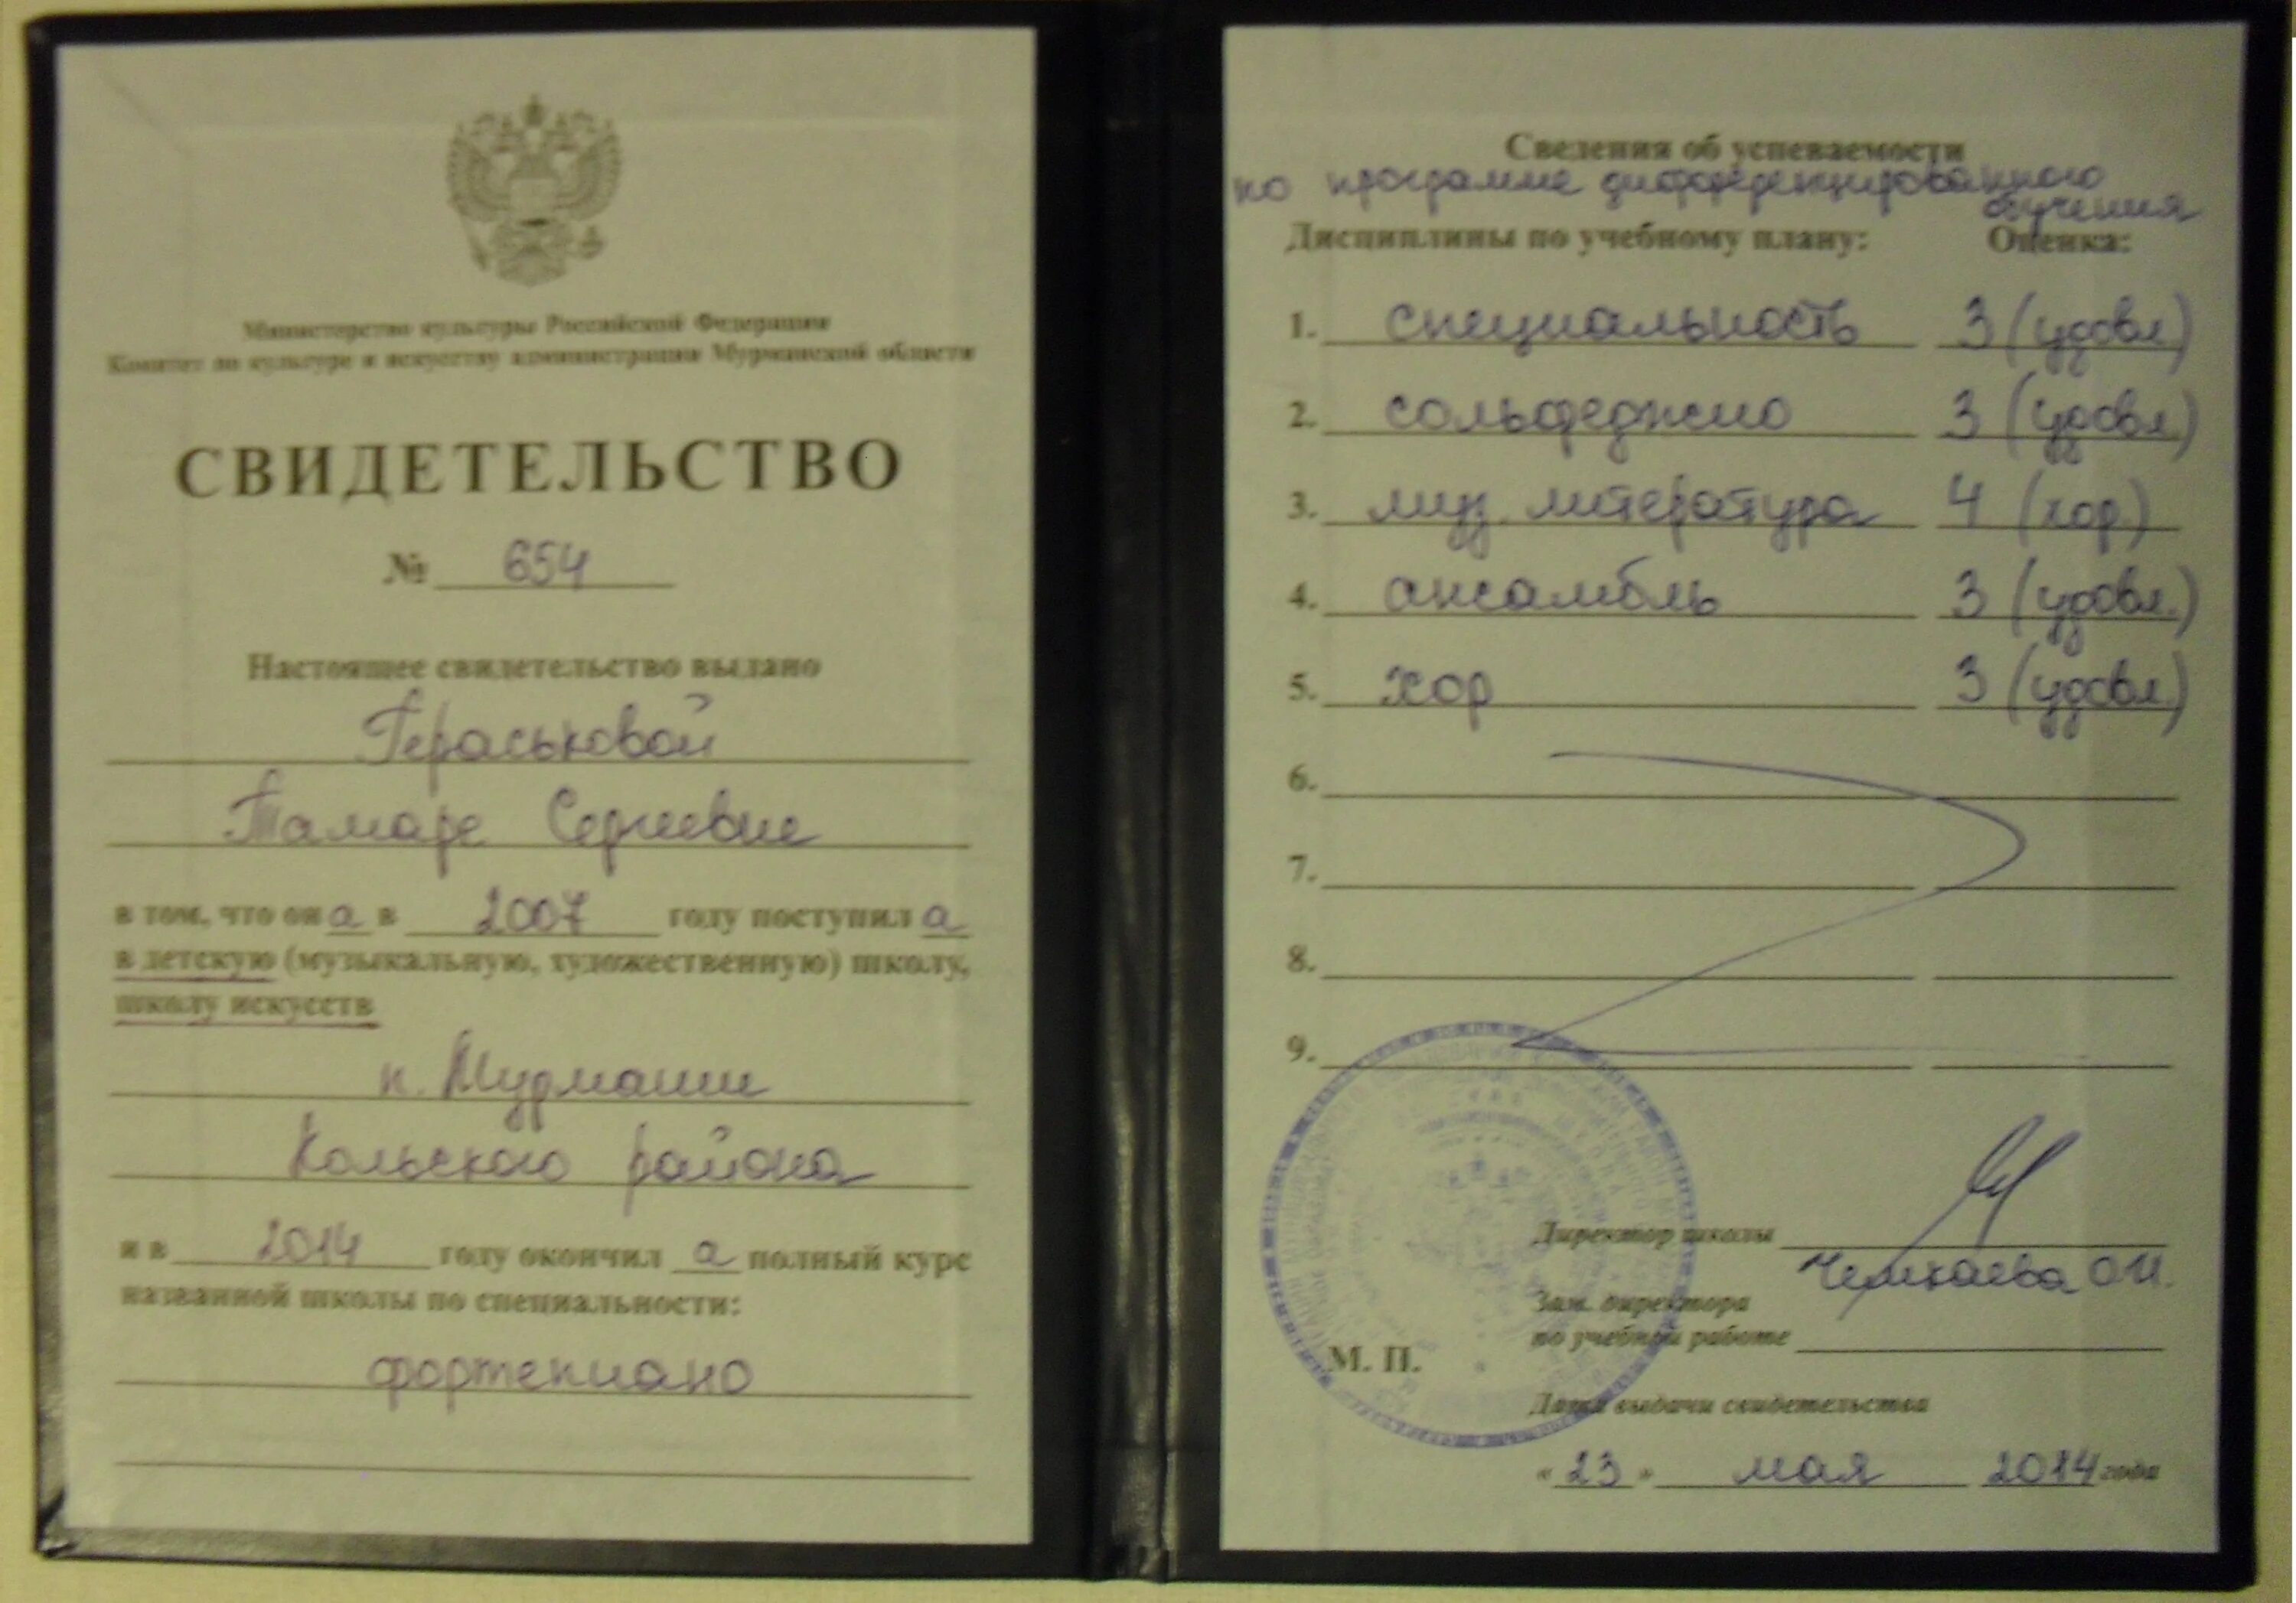 Министерство культуры Российской Федерации
Комитет по культуре и искусству администрации Мурманской области
СВИДЕТЕЛЬСТВО
№ 654
Настоящее свидетельство выдано
Гераськовой
Тамаре Сергеевне
в том, что он а в 2007 году поступил а
в детскую (музыкальную, художественную) школу,
школу искусств
п. Мурмаши
Кольского района
и в 2014 году окончил а полный курс
названной школы по специальности:
фортепиано
Сведения об успеваемости
по программе дифференцированного
обучения
Дисциплины по учебному плану: Оценка:
1. специальность 3 (удовл.)
2. сольфеджио 3 (удовл.)
3. муз. литература 4 (хор.)
4. ансамбль 3 (удовл.)
5. хор 3 (удовл.)
6.
7.
8.
9.
Директор школы
О.И.
Зам. директора
по учебной работе
М. П.
Дата выдачи свидетельства
« 23 » мая 2014 года